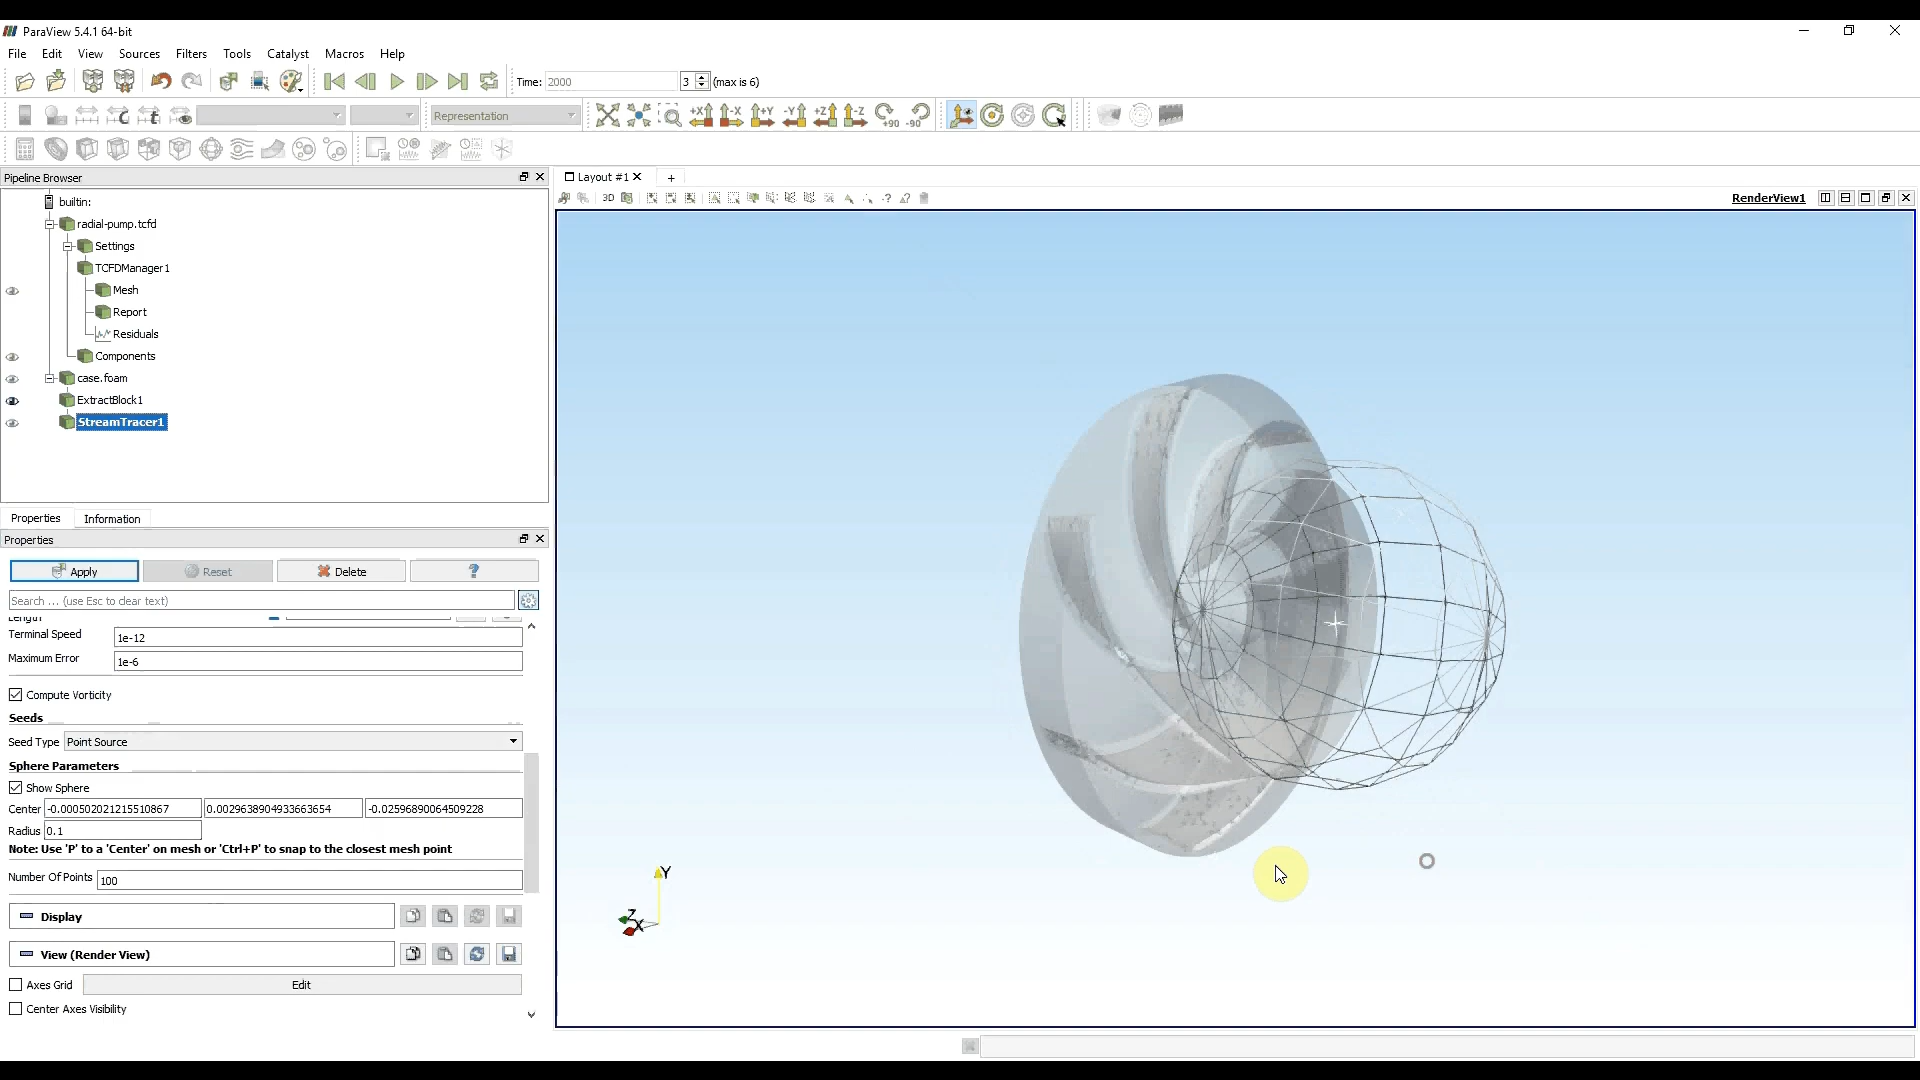 ParaView 5.4.1 64-bit
File Edit View Sources Filters Tools Catalyst Macros Help
Time: 2000 3 (max is 6)
Representation +X -X +Y -Y +Z -Z +90 -90
Pipeline Browser
Layout #1 +
builtin:
3D
RenderView1
radial-pump.tcfd
Settings
TCFDManager1
Mesh
Report
Residuals
Components
case.foam
ExtractBlock1
StreamTracer1
Properties Information
Properties
Apply Reset Delete ?
Search ... (use Esc to clear text)
Length
Terminal Speed 1e-12
Maximum Error 1e-6
Compute Vorticity
Seeds
Seed Type Point Source
Sphere Parameters
Show Sphere
Center -0.000502021215510867 0.0029638904933663654 -0.02596890064509228
Radius 0.1
Note: Use 'P' to a 'Center' on mesh or 'Ctrl+P' to snap to the closest mesh point
Number Of Points 100
Display
View (Render View)
Axes Grid Edit
Center Axes Visibility
Y
Z
X